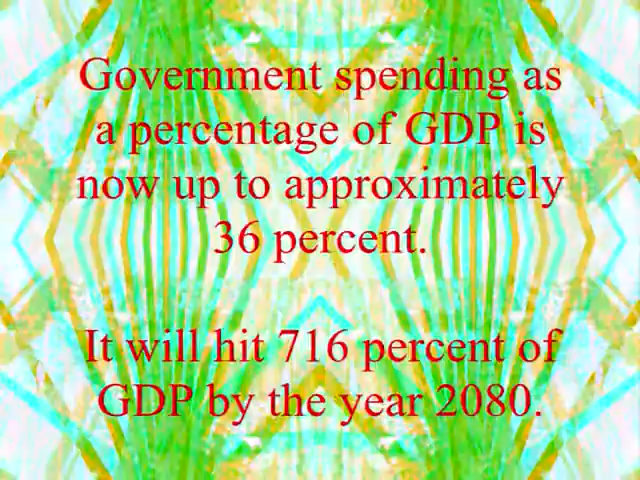 Government spending as
a percentage of GDP is
now up to approximately
36 percent.
It will hit 716 percent of
GDP by the year 2080.